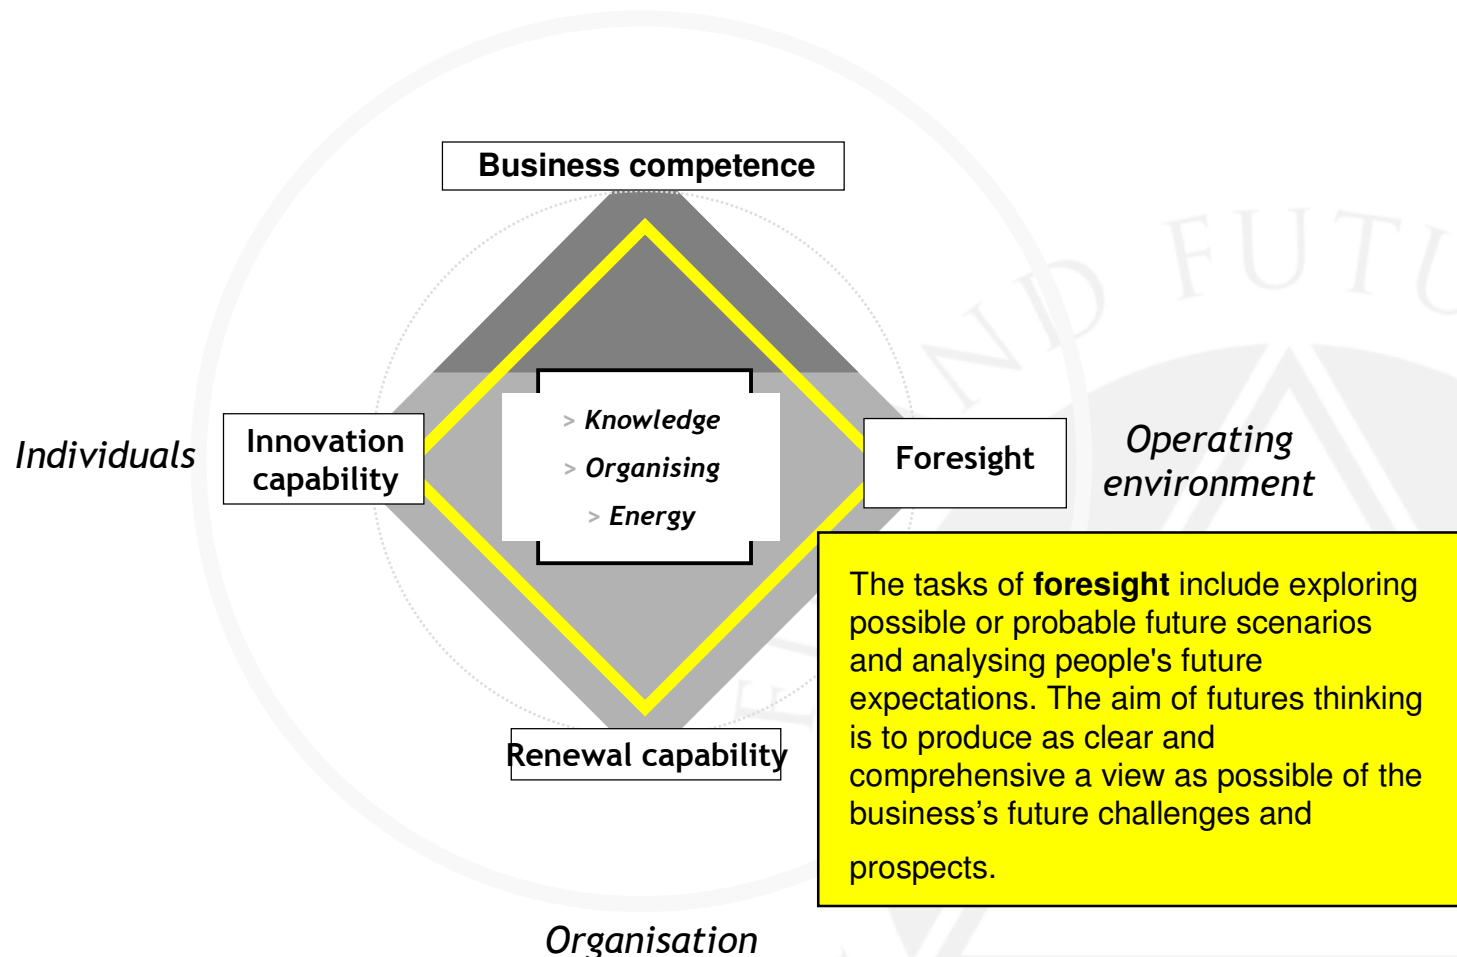 Business competence
FUTU
ND
> Knowledge
Individuals
Innovation
capability
> Organising
Foresight
Operating
environment
> Energy
The tasks of foresight include exploring
possible or probable future scenarios
and analysing people's future
expectations. The aim of futures thinking
is to produce as clear and
comprehensive a view as possible of the
business’s future challenges and
prospects.
Renewal capability
Organisation